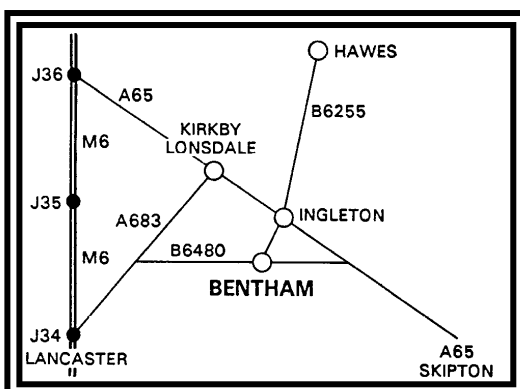 HAWES
J36
A65
B6255
KIRKBY
LONSDALE
M6
J35
A683
INGLETON
B6480
M6
BENTHAM
J34
LANCASTER
A65
SKIPTON